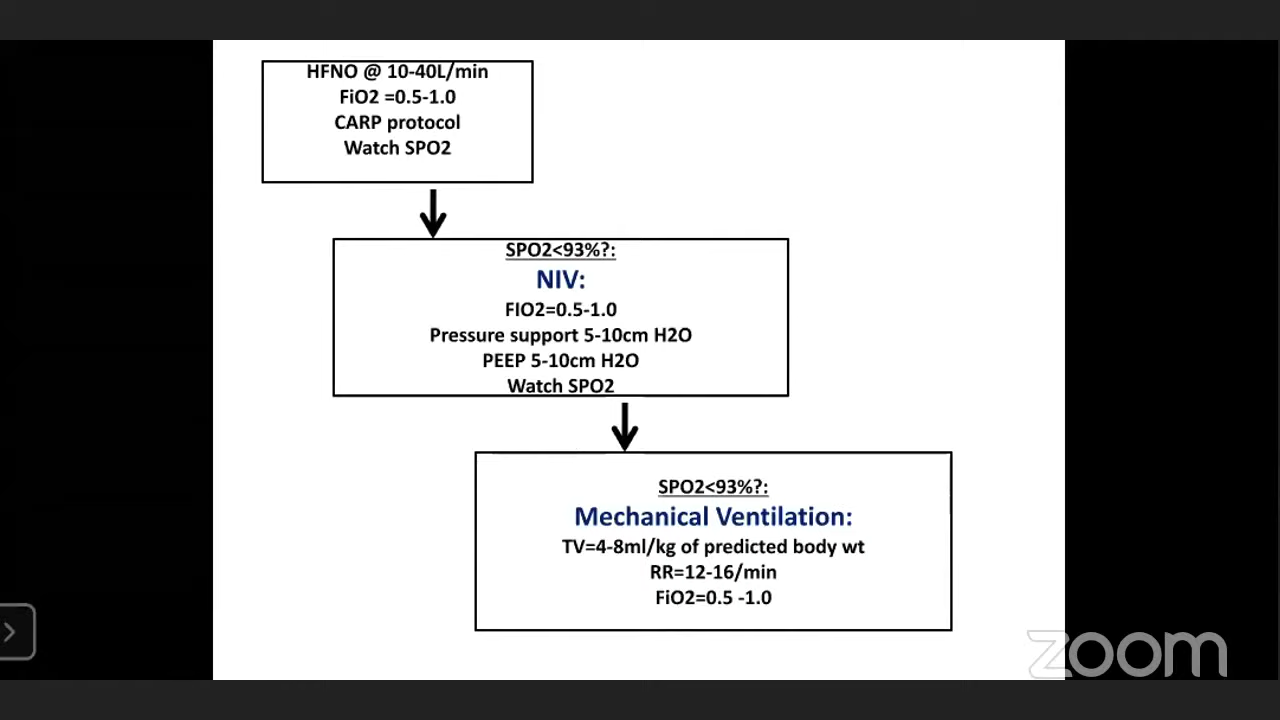 HFNO @ 10-40L/min
FiO2 =0.5-1.0
CARP protocol
Watch SPO2
SPO2<93%?:
NIV:
FIO2=0.5-1.0
Pressure support 5-10cm H2O
PEEP 5-10cm H2O
Watch SPO2
SPO2<93%?:
Mechanical Ventilation:
TV=4-8ml/kg of predicted body wt
RR=12-16/min
FiO2=0.5 -1.0
zoom